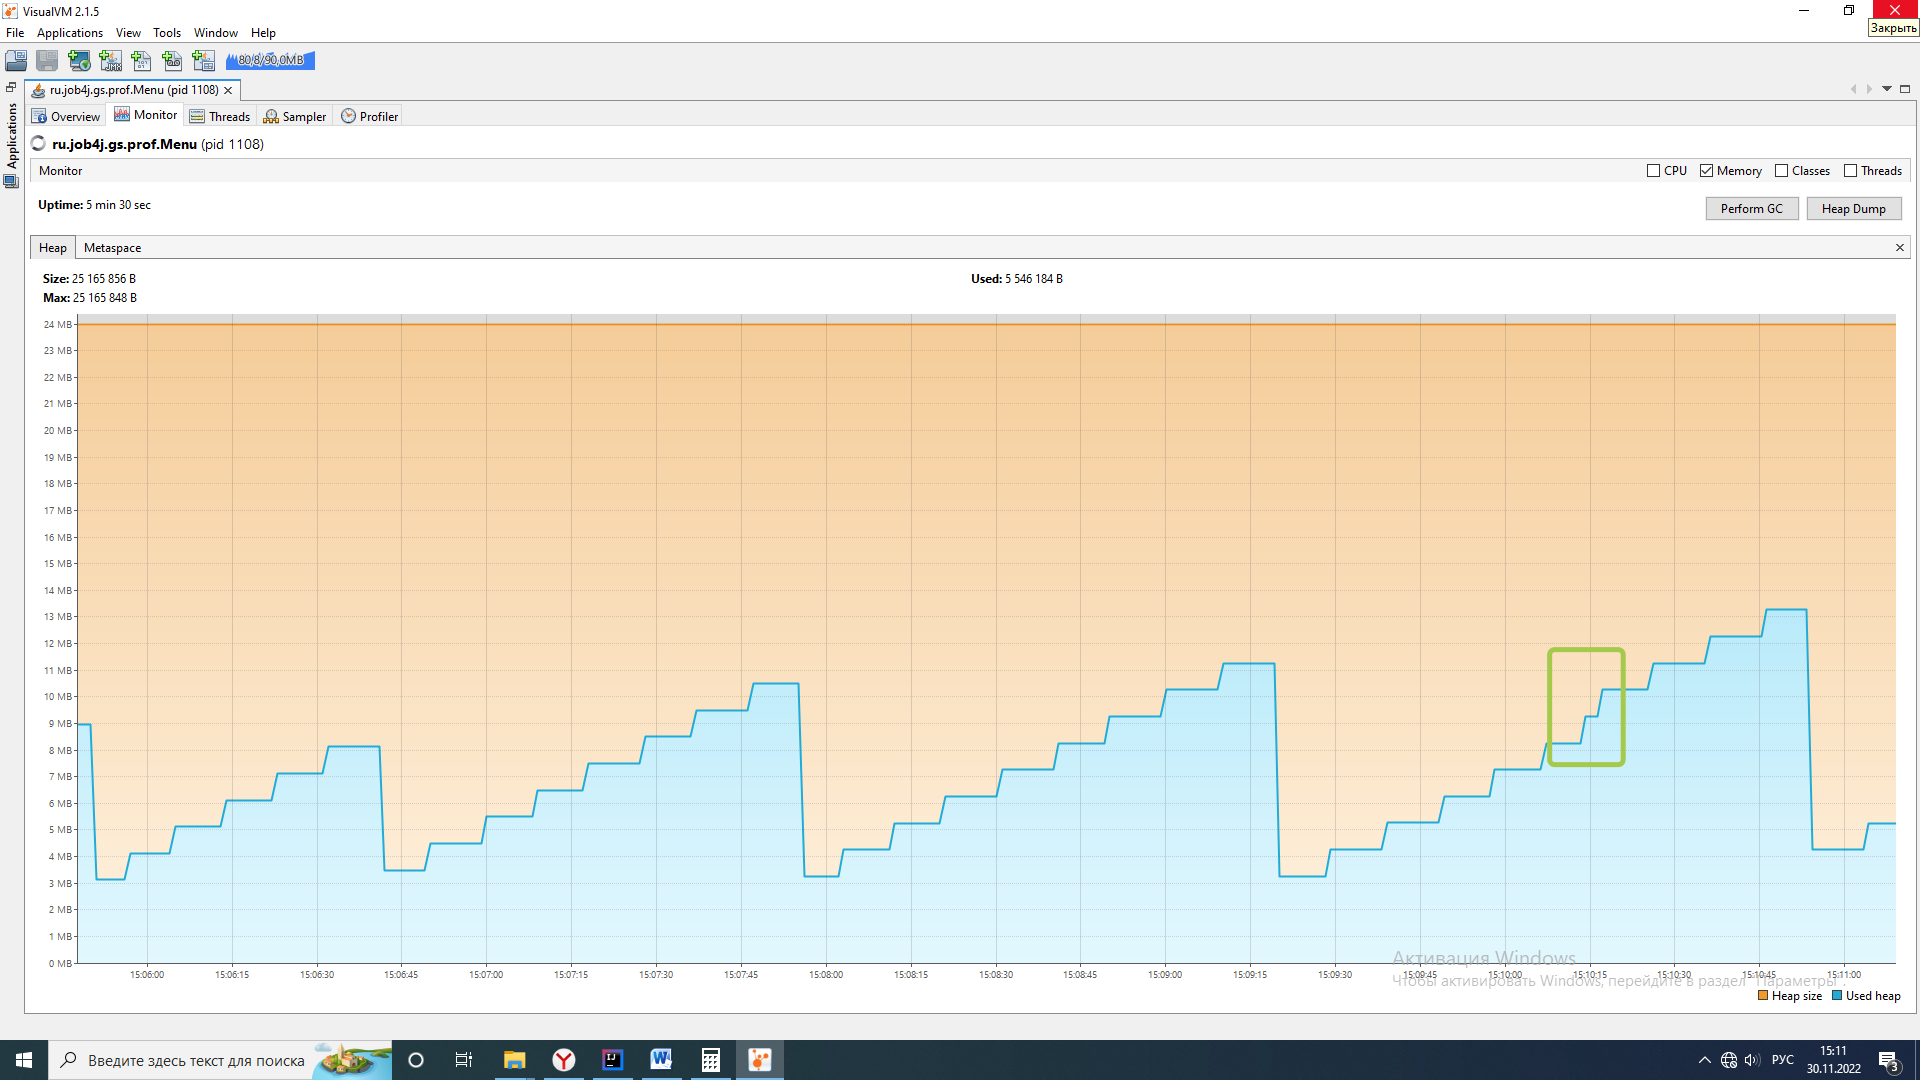 VisualVM 2.1.5
Закрыть
File Applications View Tools Window Help
80,8/90,0MB
ru.job4j.gs.prof.Menu (pid 1108)
Applications
Overview Monitor Threads Sampler Profiler
ru.job4j.gs.prof.Menu (pid 1108)
Monitor
CPU Memory Classes Threads
Uptime: 5 min 30 sec
Perform GC Heap Dump
Heap Metaspace
Size: 25 165 856 B
Used: 5 546 184 B
Max: 25 165 848 B
24 MB
23 MB
22 MB
21 MB
20 MB
19 MB
18 MB
17 MB
16 MB
15 MB
14 MB
13 MB
12 MB
11 MB
10 MB
9 MB
8 MB
7 MB
6 MB
5 MB
4 MB
3 MB
2 MB
1 MB
0 MB
15:06:00 15:06:15 15:06:30 15:06:45 15:07:00 15:07:15 15:07:30 15:07:45 15:08:00 15:08:15 15:08:30 15:08:45 15:09:00 15:09:15 15:09:30 15:09:45 15:10:00 15:10:15 15:10:30 15:10:45 15:11:00
Активация Windows
Чтобы активировать Windows, перейдите в раздел "Параметры".
Heap size Used heap
Введите здесь текст для поиска
РУС
15:11
30.11.2022
3